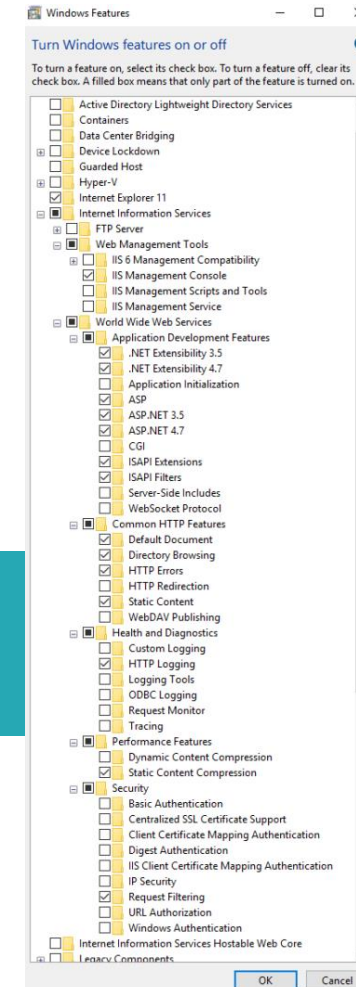 Windows Features
Turn Windows features on or off
To turn a feature on, select its check box. To turn a feature off, clear its
check box. A filled box means that only part of the feature is turned on.
Active Directory Lightweight Directory Services
Containers
Data Center Bridging
Device Lockdown
Guarded Host
Hyper-V
Internet Explorer 11
Internet Information Services
FTP Server
Web Management Tools
IIS 6 Management Compatibility
IIS Management Console
IIS Management Scripts and Tools
IIS Management Service
World Wide Web Services
Application Development Features
.NET Extensibility 3.5
.NET Extensibility 4.7
Application Initialization
ASP
ASP.NET 3.5
ASP.NET 4.7
CGI
ISAPI Extensions
ISAPI Filters
Server-Side Includes
WebSocket Protocol
Common HTTP Features
Default Document
Directory Browsing
HTTP Errors
HTTP Redirection
Static Content
WebDAV Publishing
Health and Diagnostics
Custom Logging
HTTP Logging
Logging Tools
ODBC Logging
Request Monitor
Tracing
Performance Features
Dynamic Content Compression
Static Content Compression
Security
Basic Authentication
Centralized SSL Certificate Support
Client Certificate Mapping Authentication
Digest Authentication
IIS Client Certificate Mapping Authentication
IP Security
Request Filtering
URL Authorization
Windows Authentication
Internet Information Services Hostable Web Core
Legacy Components
OK Cancel